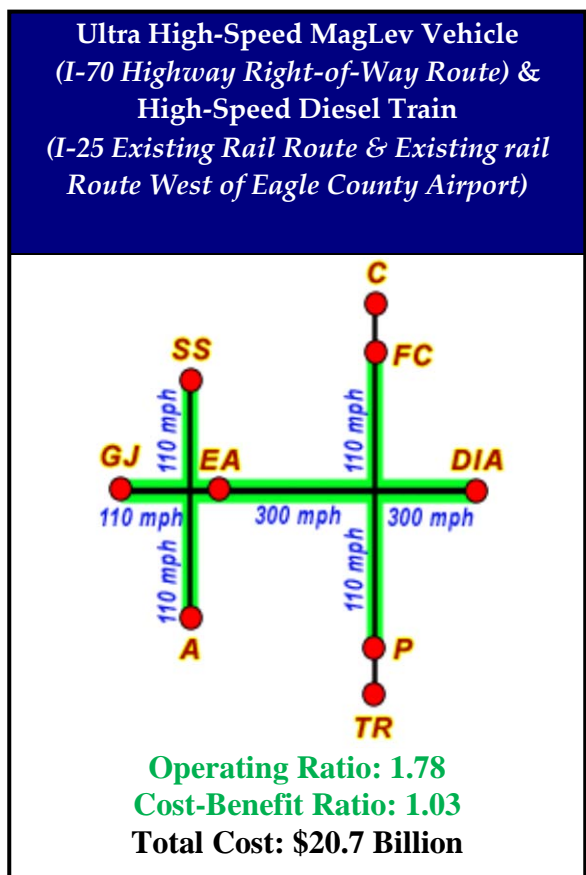 Ultra High-Speed MagLev Vehicle
(I-70 Highway Right-of-Way Route) &
High-Speed Diesel Train
(I-25 Existing Rail Route & Existing rail
Route West of Eagle County Airport)
C
SS
FC
110 mph
110 mph
GJ
EA
DIA
110 mph
300 mph
300 mph
110 mph
110 mph
A
P
TR
Operating Ratio: 1.78
Cost-Benefit Ratio: 1.03
Total Cost: $20.7 Billion